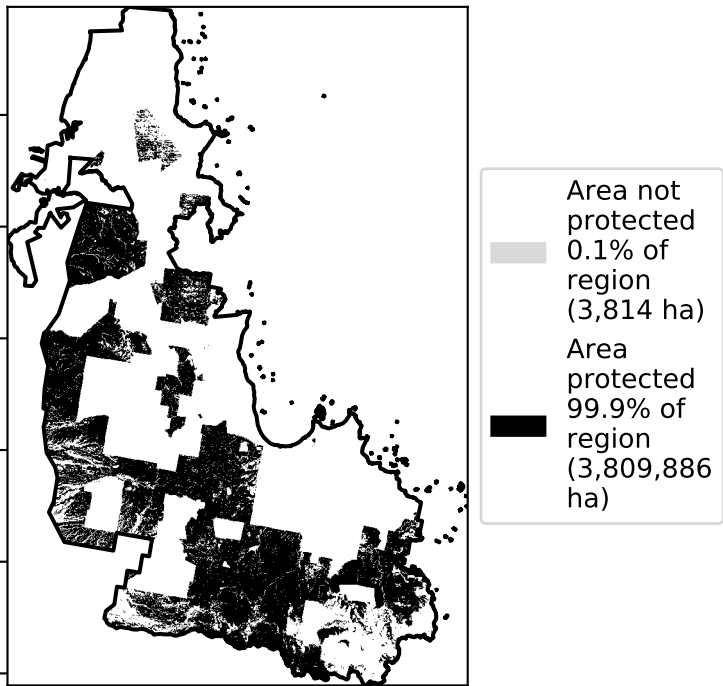 Area not
protected
0.1% of
region
(3,814 ha)
Area
protected
99.9% of
region
(3,809,886
ha)